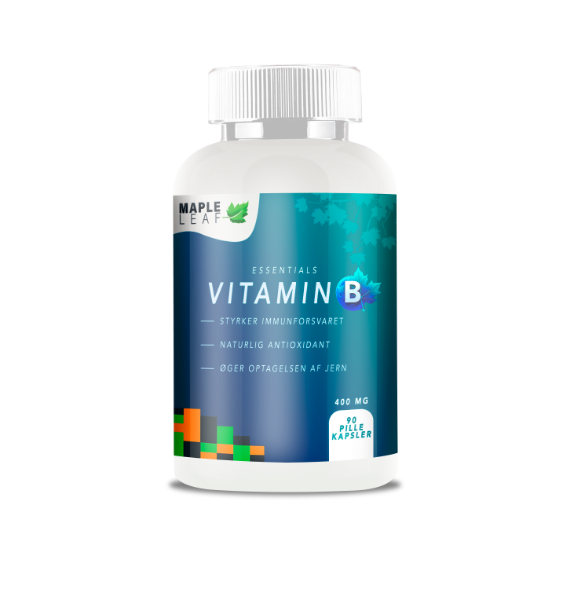 MAPLE
LEAF
ESSENTIALS
VITAMIN B
STYRKER IMMUNFORSVARET
NATURLIG ANTIOXIDANT
ØGER OPTAGELSEN AF JERN
400 MG
90
PILLE
KAPSLER